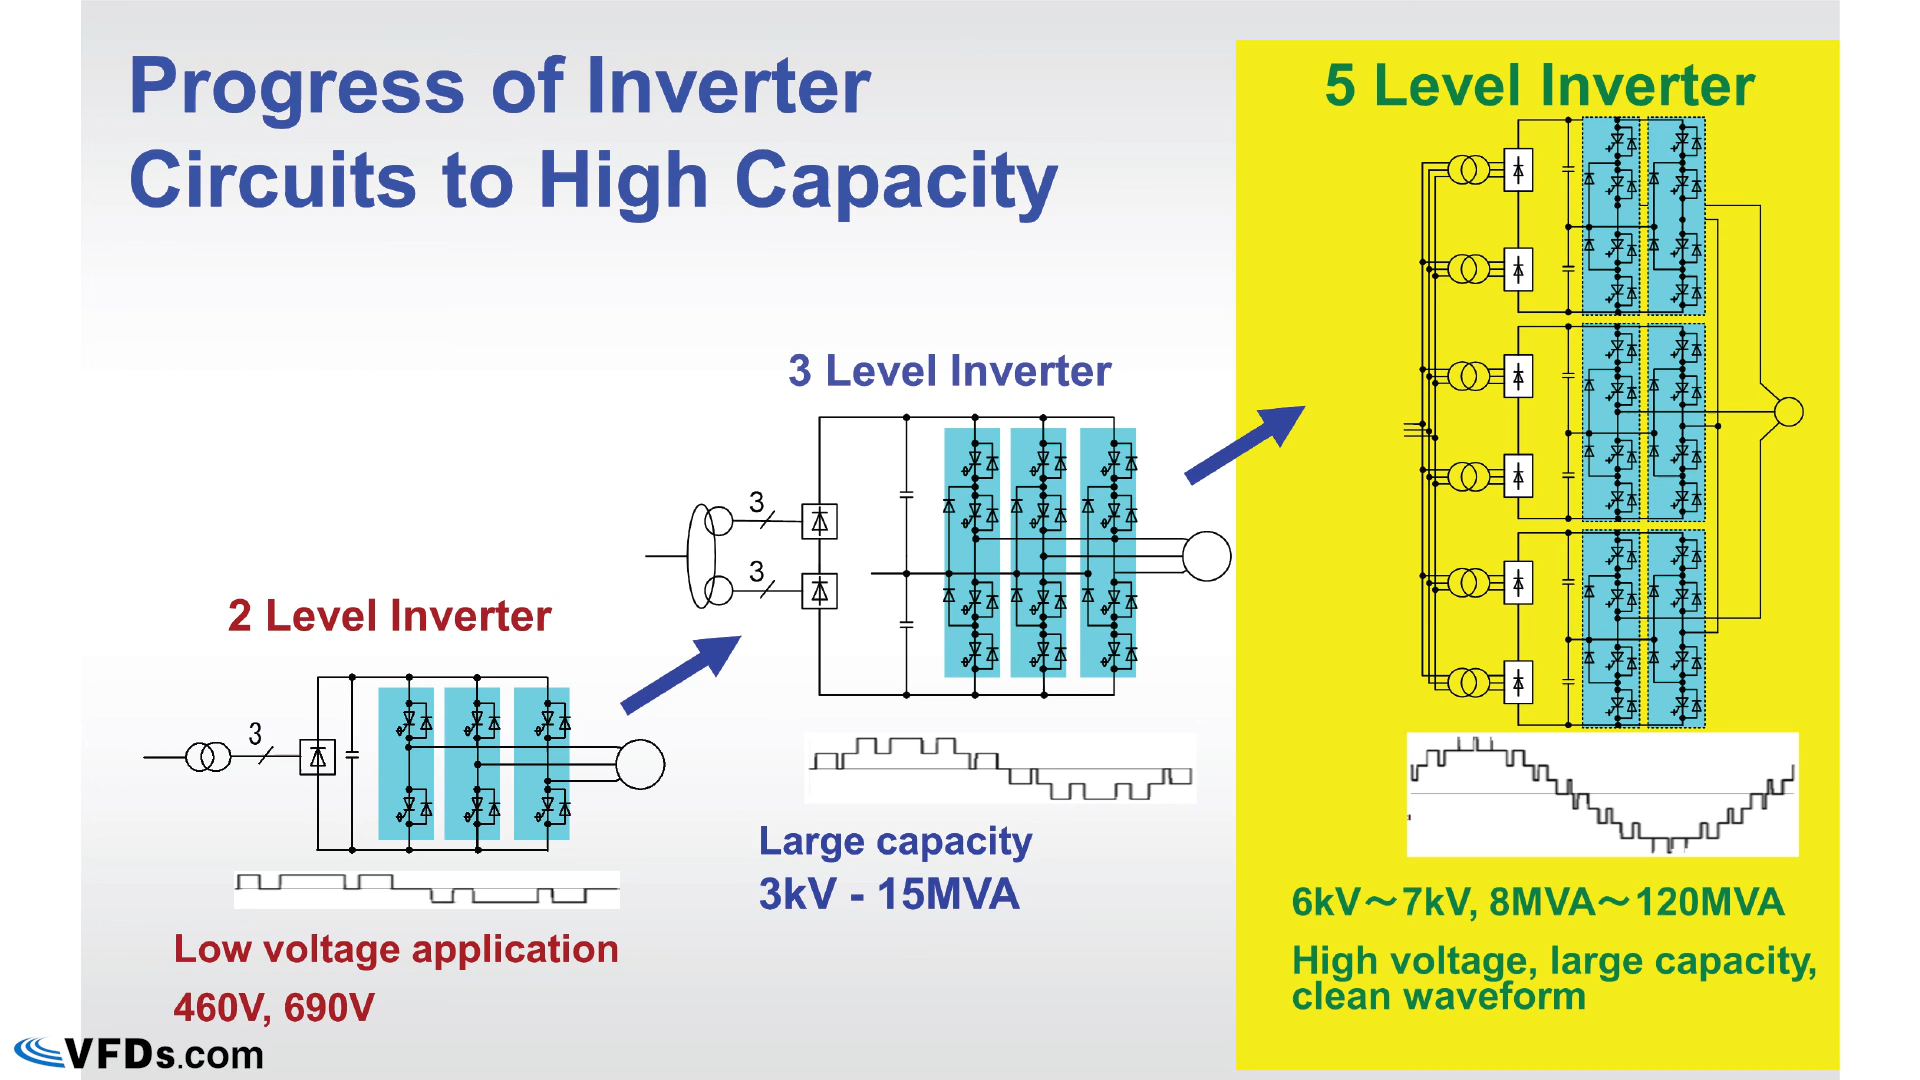 Progress of Inverter
Circuits to High Capacity
5 Level Inverter
3 Level Inverter
3
3
2 Level Inverter
3
Large capacity
3kV - 15MVA
6kV～7kV, 8MVA～120MVA
High voltage, large capacity,
clean waveform
Low voltage application
460V, 690V
VFDs.com